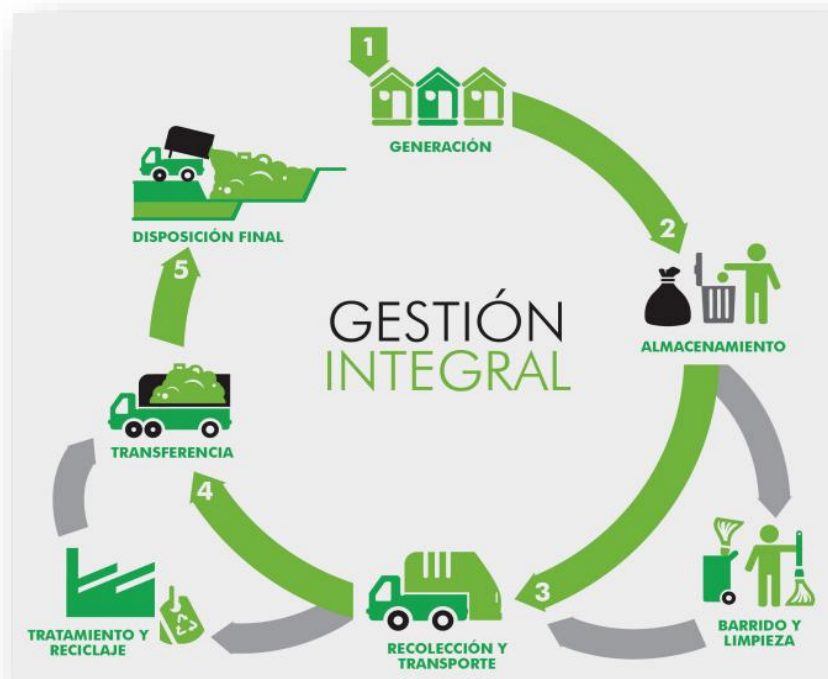 1
GENERACIÓN
2
ALMACENAMIENTO
BARRIDO Y
LIMPIEZA
3
RECOLECCIÓN Y
TRANSPORTE
TRATAMIENTO Y
RECICLAJE
4
TRANSFERENCIA
5
DISPOSICIÓN FINAL
GESTIÓN
INTEGRAL